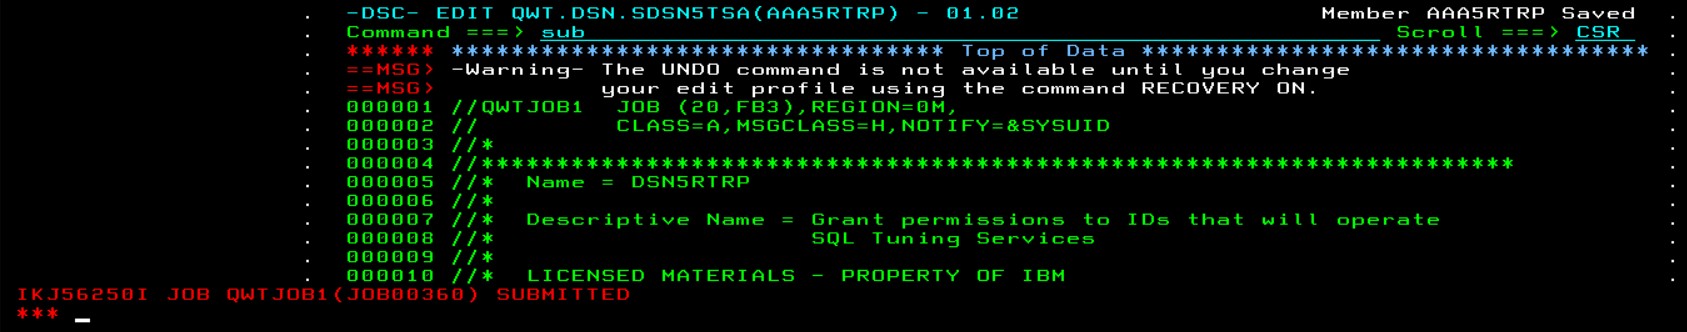 -DSC- EDIT QWT.DSN.SDSN5TSA(AAA5RTRP) - 01.02 Member AAA5RTRP Saved .
. Command ===> sub Scroll ===> CSR .
. ****** ********************************* Top of Data ********************************** .
. ==MSG> -Warning- The UNDO command is not available until you change .
. ==MSG> your edit profile using the command RECOVERY ON. .
. 000001 //QWTJOB1 JOB (20,FB3),REGION=0M, .
. 000002 // CLASS=A,MSGCLASS=H,NOTIFY=&SYSUID .
. 000003 //* .
. 000004 //********************************************************************* .
. 000005 //* Name = DSN5RTRP .
. 000006 //* .
. 000007 //* Descriptive Name = Grant permissions to IDs that will operate .
. 000008 //* SQL Tuning Services .
. 000009 //* .
. 000010 //* LICENSED MATERIALS - PROPERTY OF IBM .
IKJ56250I JOB QWTJOB1(JOB00360) SUBMITTED
*** _